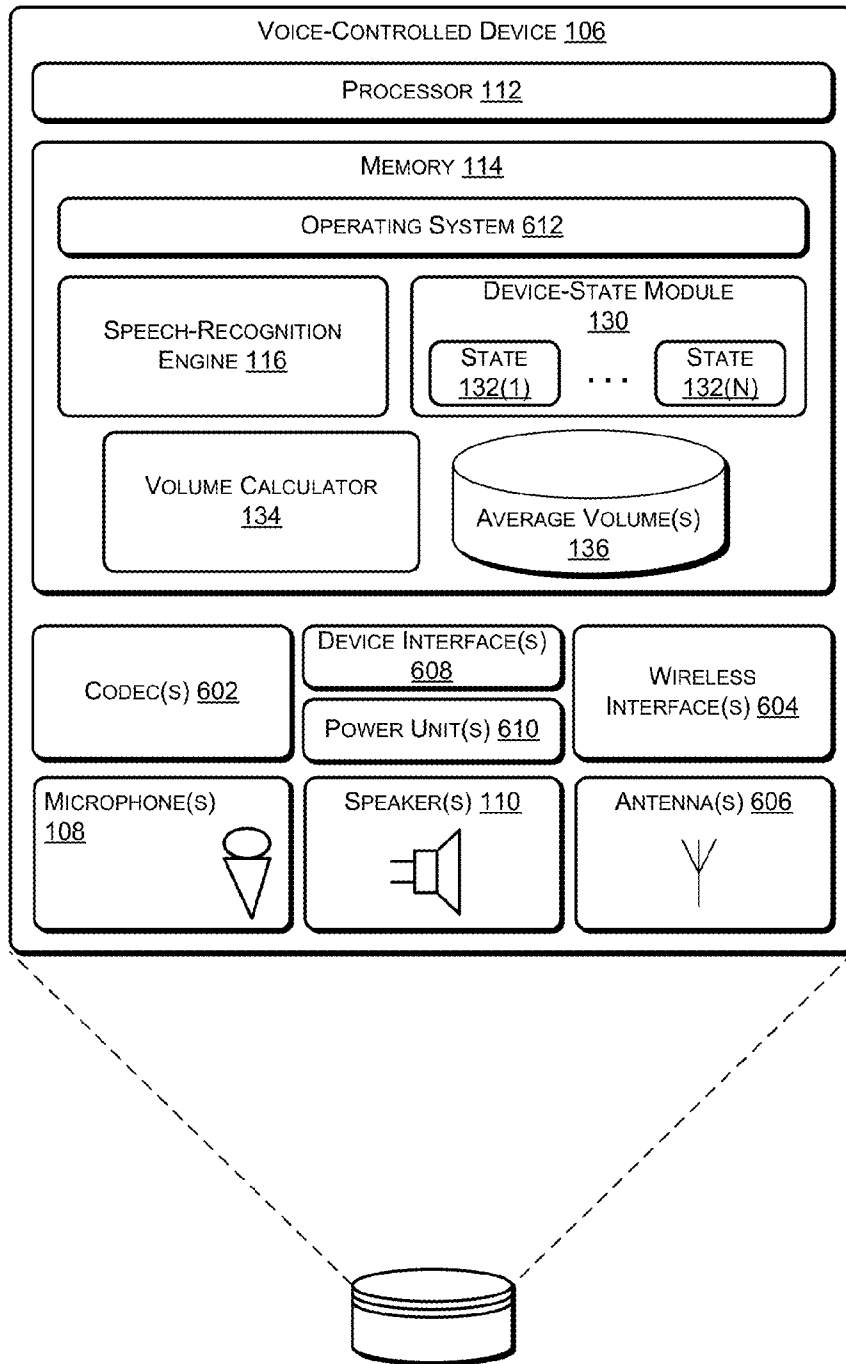 VOICE-CONTROLLED DEVICE 106
PROCESSOR 112
MEMORY 114
OPERATING SYSTEM 612
SPEECH-RECOGNITION
ENGINE 116
DEVICE-STATE MODULE
130
STATE
132(1)
. . .
STATE
132(N)
VOLUME CALCULATOR
134
AVERAGE VOLUME(S)
136
CODEC(S) 602
DEVICE INTERFACE(S)
608
POWER UNIT(S) 610
WIRELESS
INTERFACE(S) 604
MICROPHONE(S)
108
SPEAKER(S) 110
ANTENNA(S) 606